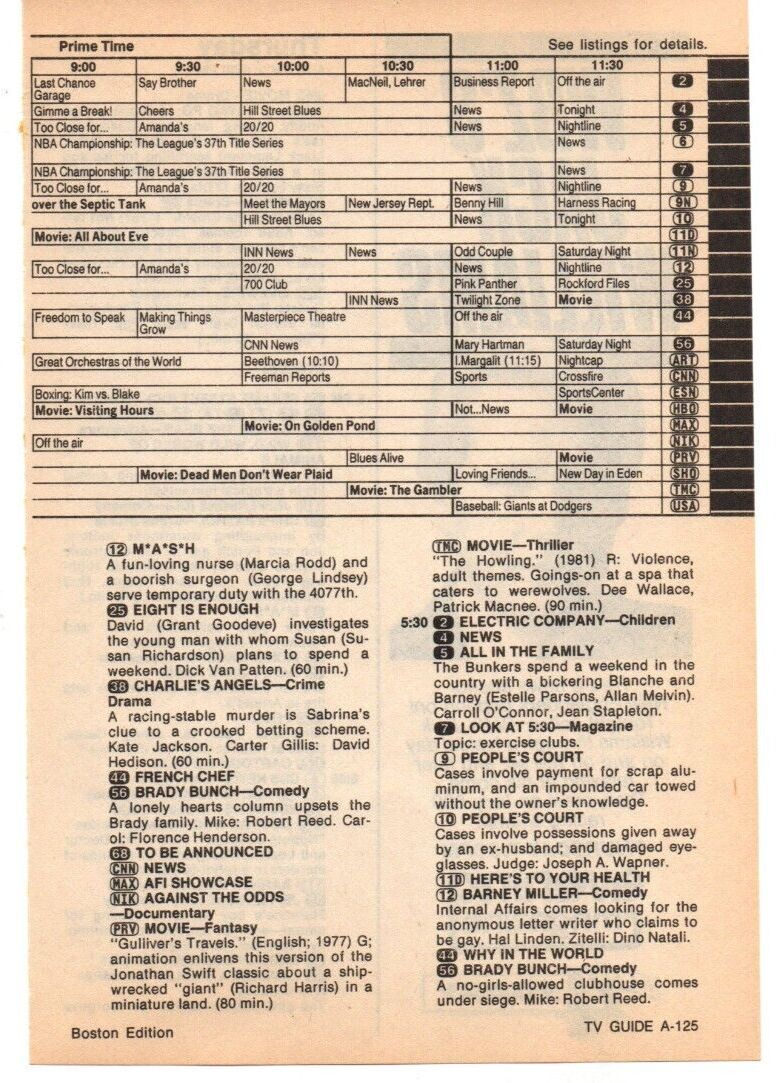 Prime Time See listings for details.
9:00 9:30 10:00 10:30 11:00 11:30
Last Chance Garage Say Brother News MacNeil, Lehrer Business Report Off the air 2
Gimme a Break! Cheers Hill Street Blues News Tonight 4
Too Close for... Amanda's 20/20 News Nightline 5
NBA Championship: The League's 37th Title Series News 6
NBA Championship: The League's 37th Title Series News 7
Too Close for... Amanda's 20/20 News Nightline 9
over the Septic Tank Meet the Mayors New Jersey Rept. Benny Hill Harness Racing 9N
Hill Street Blues News Tonight 10
Movie: All About Eve 11D
INN News News Odd Couple Saturday Night 11N
Too Close for... Amanda's 20/20 News Nightline 12
700 Club Pink Panther Rockford Files 25
INN News Twilight Zone Movie 38
Freedom to Speak Making Things Grow Masterpiece Theatre Off the air 44
CNN News Mary Hartman Saturday Night 56
Great Orchestras of the World Beethoven (10:10) I.Margalit (11:15) Nightcap ART
Freeman Reports Sports Crossfire CNN
Boxing: Kim vs. Blake SportsCenter ESN
Movie: Visiting Hours Not...News Movie HBO
Movie: On Golden Pond MAX
Off the air NIK
Blues Alive Movie PRV
Movie: Dead Men Don't Wear Plaid Loving Friends... New Day in Eden SHO
Movie: The Gambler TMC
Baseball: Giants at Dodgers USA
12 M*A*S*H
A fun-loving nurse (Marcia Rodd) and
a boorish surgeon (George Lindsey)
serve temporary duty with the 4077th.
25 EIGHT IS ENOUGH
David (Grant Goodeve) investigates
the young man with whom Susan (Su-
san Richardson) plans to spend a
weekend. Dick Van Patten. (60 min.)
38 CHARLIE'S ANGELS—Crime
Drama
A racing-stable murder is Sabrina's
clue to a crooked betting scheme.
Kate Jackson. Carter Gillis: David
Hedison. (60 min.)
44 FRENCH CHEF
56 BRADY BUNCH—Comedy
A lonely hearts column upsets the
Brady family. Mike: Robert Reed. Car-
ol: Florence Henderson.
68 TO BE ANNOUNCED
CNN NEWS
MAX AFI SHOWCASE
NIK AGAINST THE ODDS
—Documentary
PRV MOVIE—Fantasy
"Gulliver's Travels." (English; 1977) G;
animation enlivens this version of the
Jonathan Swift classic about a ship-
wrecked "giant" (Richard Harris) in a
miniature land. (80 min.)
TMC MOVIE—Thriller
"The Howling." (1981) R: Violence,
adult themes. Goings-on at a spa that
caters to werewolves. Dee Wallace,
Patrick Macnee. (90 min.)
5:30 2 ELECTRIC COMPANY—Children
4 NEWS
5 ALL IN THE FAMILY
The Bunkers spend a weekend in the
country with a bickering Blanche and
Barney (Estelle Parsons, Allan Melvin).
Carroll O'Connor, Jean Stapleton.
7 LOOK AT 5:30—Magazine
Topic: exercise clubs.
9 PEOPLE'S COURT
Cases involve payment for scrap alu-
minum, and an impounded car towed
without the owner's knowledge.
10 PEOPLE'S COURT
Cases involve possessions given away
by an ex-husband; and damaged eye-
glasses. Judge: Joseph A. Wapner.
11D HERE'S TO YOUR HEALTH
12 BARNEY MILLER—Comedy
Internal Affairs comes looking for the
anonymous letter writer who claims to
be gay. Hal Linden. Zitelli: Dino Natali.
44 WHY IN THE WORLD
56 BRADY BUNCH—Comedy
A no-girls-allowed clubhouse comes
under siege. Mike: Robert Reed.
Boston Edition TV GUIDE A-125